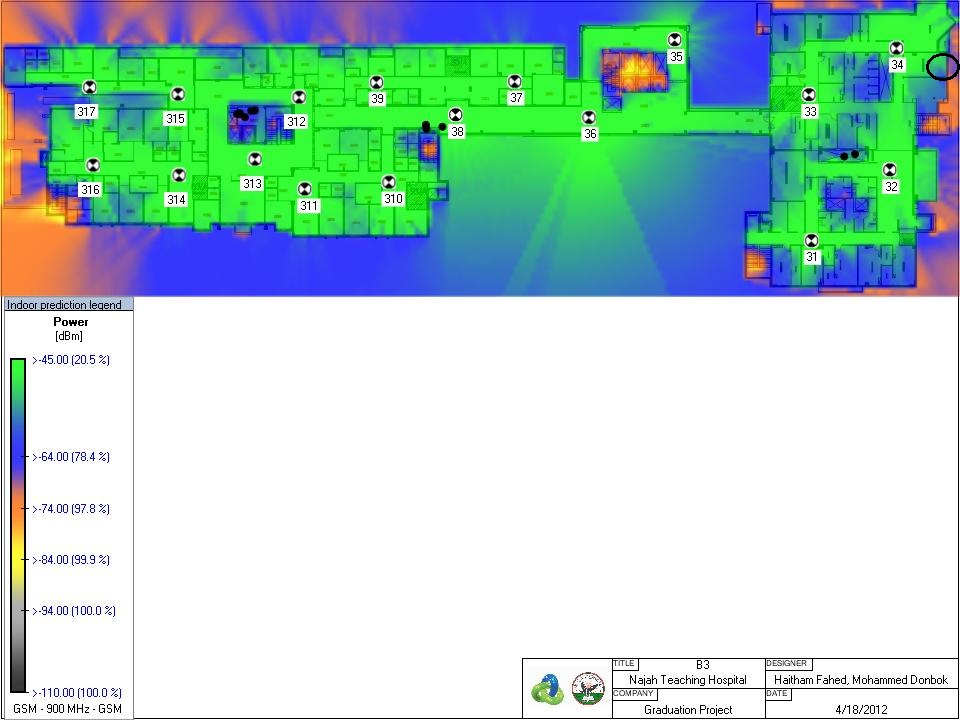 35
34
317
39
37
315
312
33
38
36
316
313
32
314
311
310
31
Indoor prediction legend
Power
[dBm]
>-45.00 (20.5 %)
>-64.00 (78.4 %)
>-74.00 (97.8 %)
>-84.00 (99.9 %)
>-94.00 (100.0 %)
>-110.00 (100.0 %)
GSM - 900 MHz - GSM
TITLE
B3
Najah Teaching Hospital
DESIGNER
Haitham Fahed, Mohammed Donbok
COMPANY
Graduation Project
DATE
4/18/2012